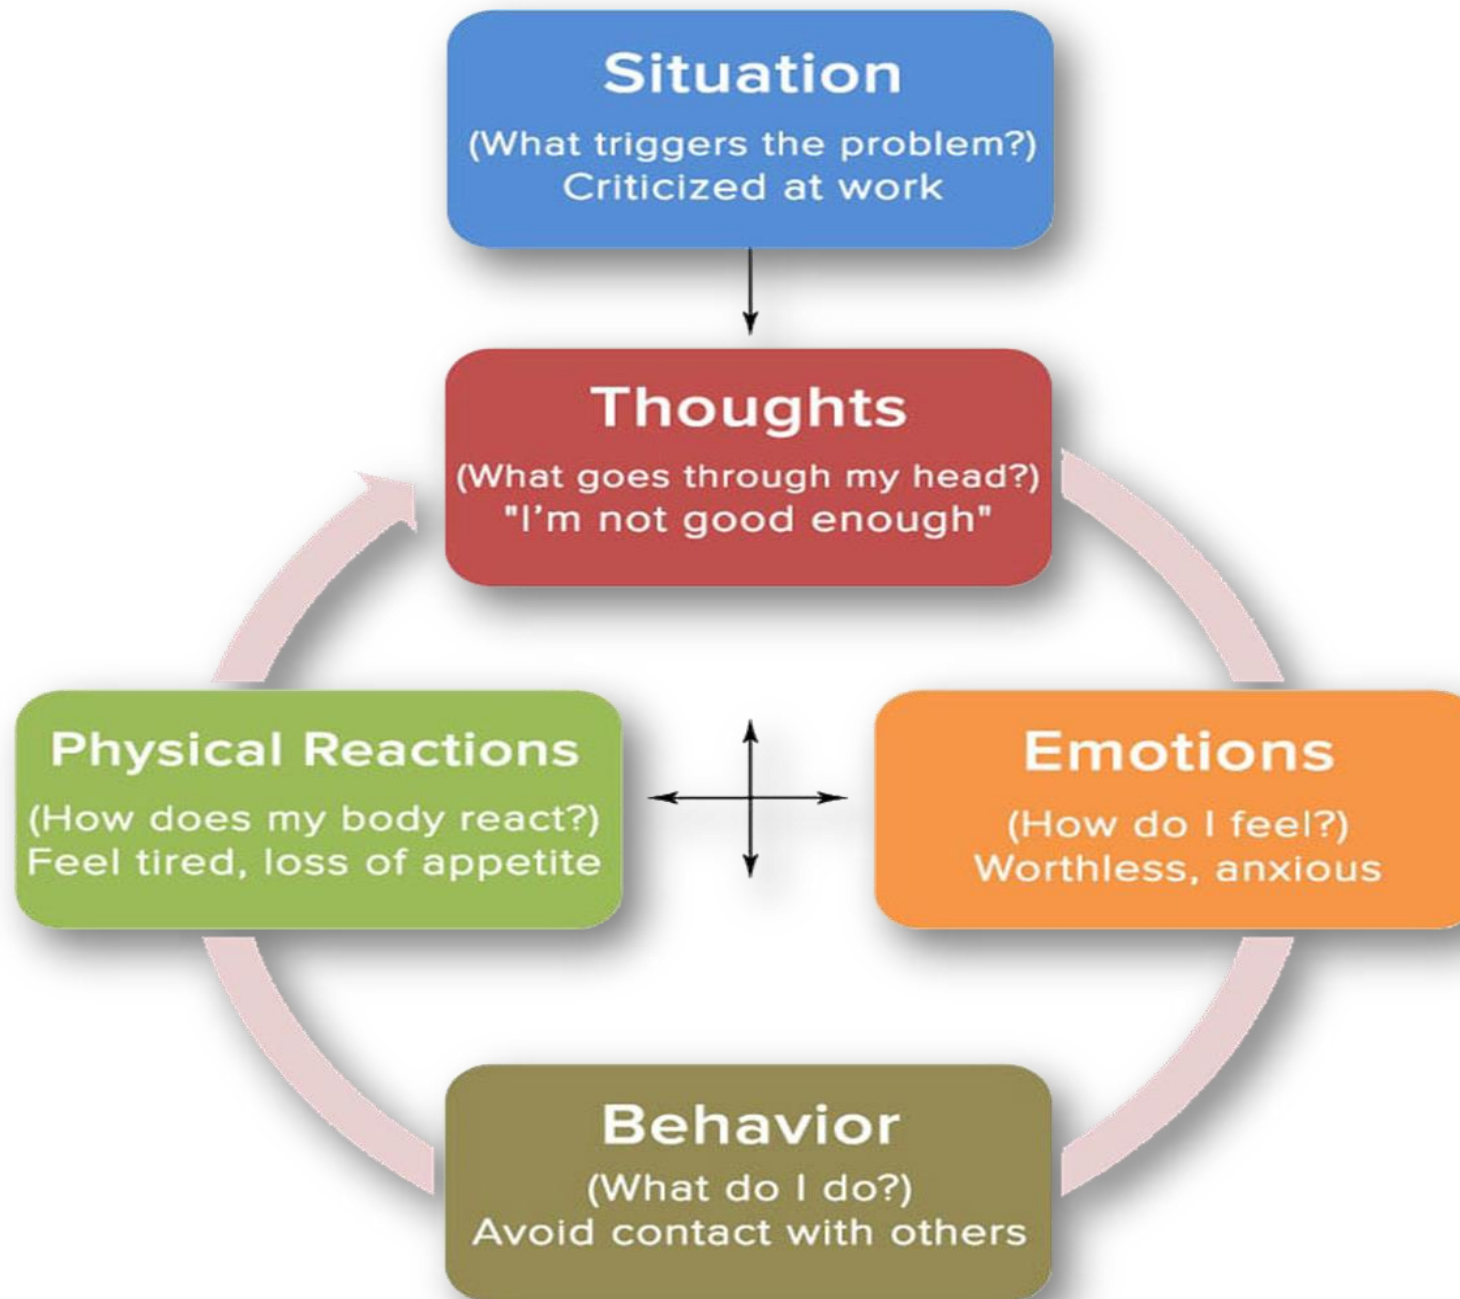 Situation
(What triggers the problem?)
Criticized at work
Thoughts
(What goes through my head?)
"I’m not good enough"
Physical Reactions
(How does my body react?)
Feel tired, loss of appetite
Emotions
(How do I feel?)
Worthless, anxious
Behavior
(What do I do?)
Avoid contact with others